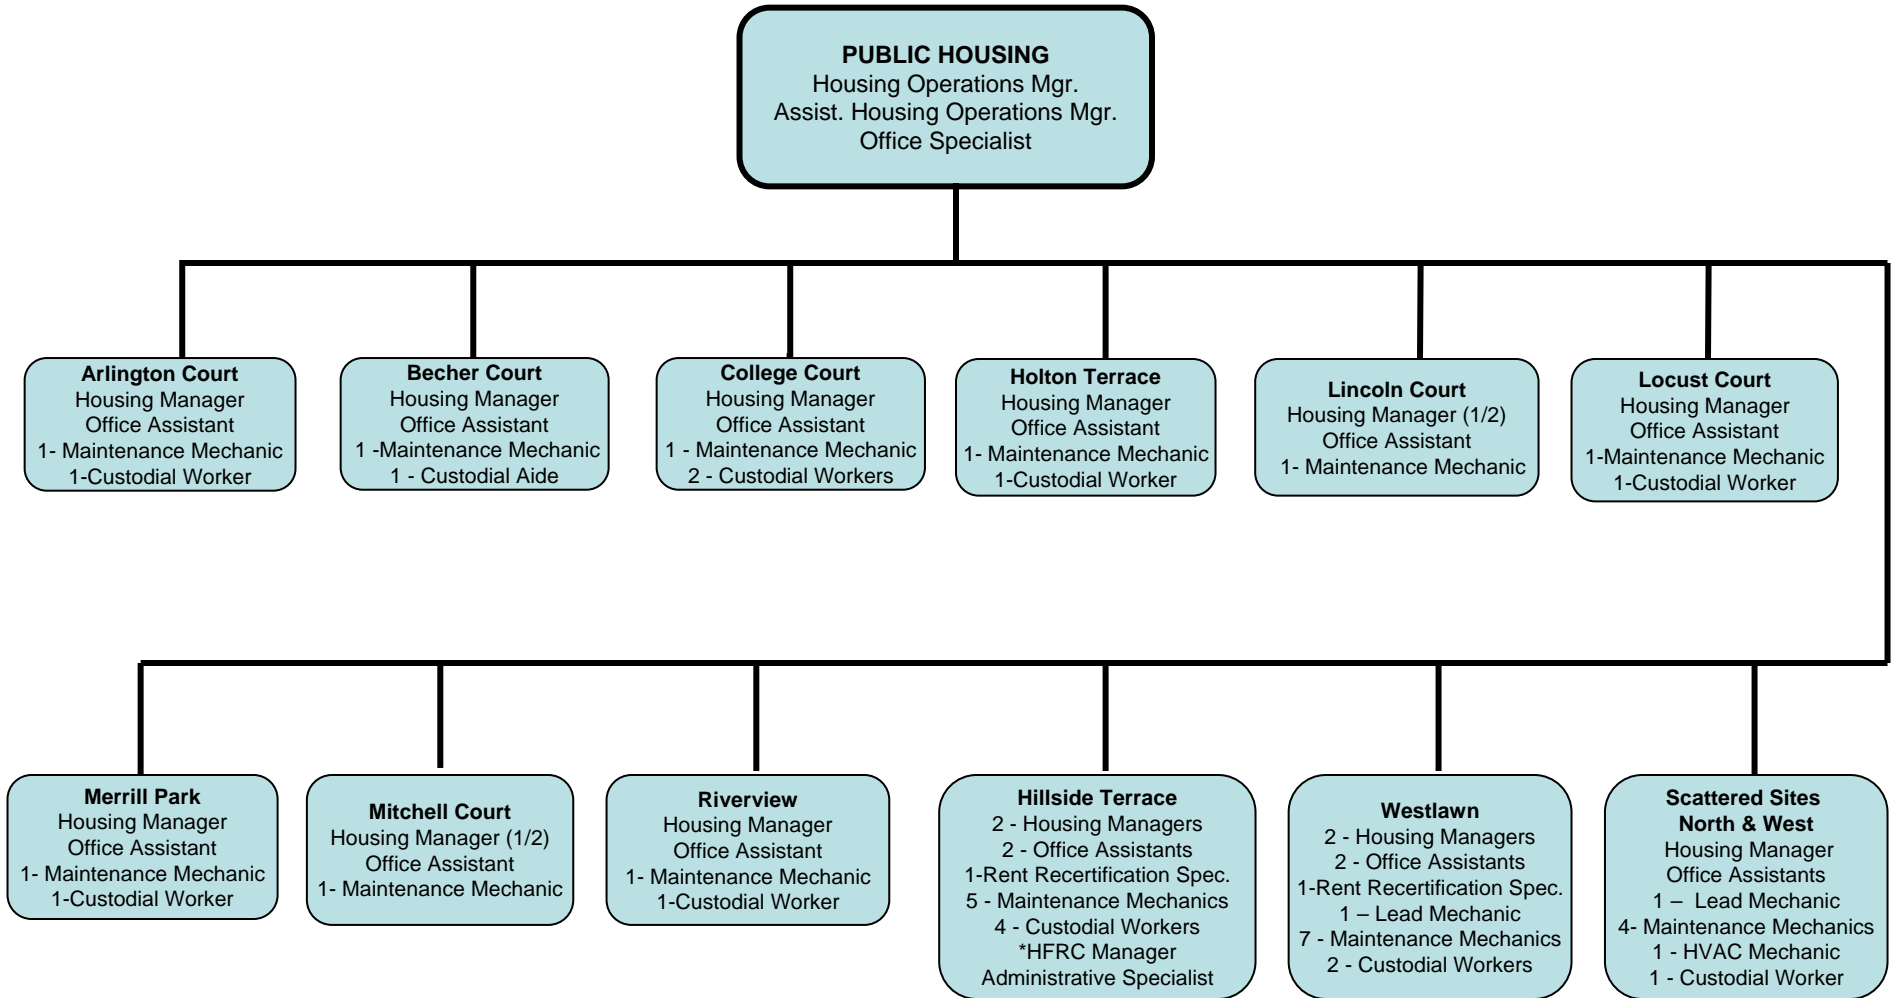 PUBLIC HOUSING
Housing Operations Mgr.
Assist. Housing Operations Mgr.
Office Specialist
Arlington Court
Housing Manager
Office Assistant
1- Maintenance Mechanic
1-Custodial Worker
Becher Court
Housing Manager
Office Assistant
1 -Maintenance Mechanic
1 - Custodial Aide
College Court
Housing Manager
Office Assistant
1 - Maintenance Mechanic
2 - Custodial Workers
Holton Terrace
Housing Manager
Office Assistant
1- Maintenance Mechanic
1-Custodial Worker
Lincoln Court
Housing Manager (1/2)
Office Assistant
1- Maintenance Mechanic
Locust Court
Housing Manager
Office Assistant
1-Maintenance Mechanic
1-Custodial Worker
Merrill Park
Housing Manager
Office Assistant
1- Maintenance Mechanic
1-Custodial Worker
Mitchell Court
Housing Manager (1/2)
Office Assistant
1- Maintenance Mechanic
Riverview
Housing Manager
Office Assistant
1- Maintenance Mechanic
1-Custodial Worker
Hillside Terrace
2 - Housing Managers
2 - Office Assistants
1-Rent Recertification Spec.
5 - Maintenance Mechanics
4 - Custodial Workers
*HFRC Manager
Administrative Specialist
Westlawn
2 - Housing Managers
2 - Office Assistants
1-Rent Recertification Spec.
1 – Lead Mechanic
7 - Maintenance Mechanics
2 - Custodial Workers
Scattered Sites
North & West
Housing Manager
Office Assistants
1 – Lead Mechanic
4- Maintenance Mechanics
1 - HVAC Mechanic
1 - Custodial Worker